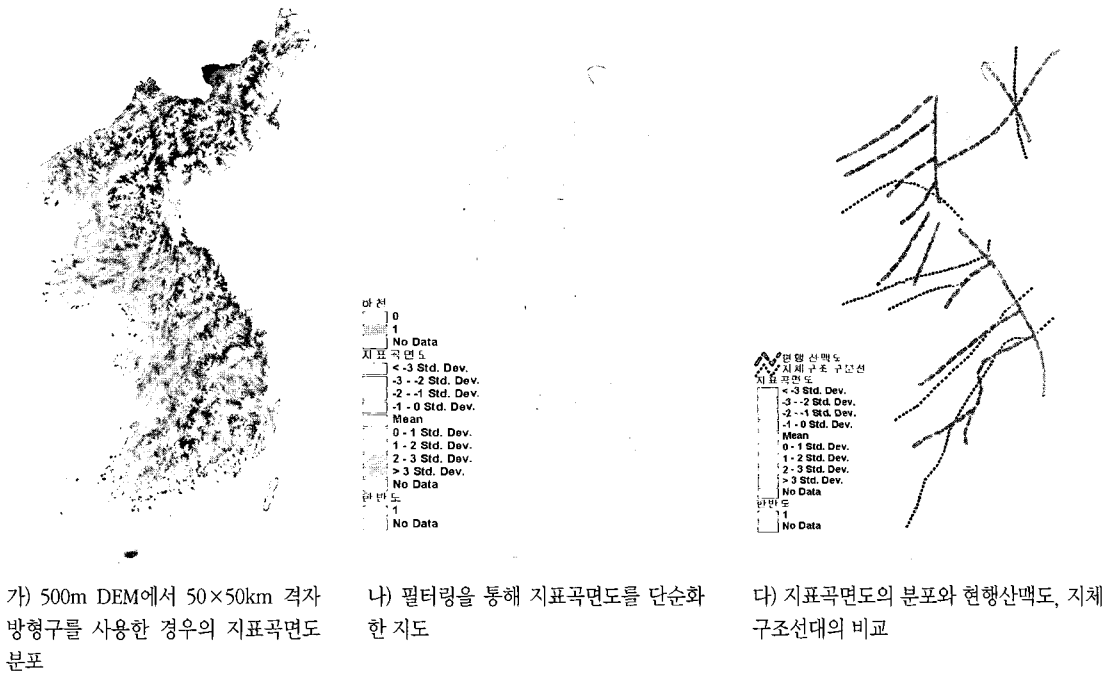 하천
0
1
No Data
지표곡면도
< -3 Std. Dev.
-3 - -2 Std. Dev.
-2 - -1 Std. Dev.
-1 - 0 Std. Dev.
Mean
0 - 1 Std. Dev.
1 - 2 Std. Dev.
2 - 3 Std. Dev.
> 3 Std. Dev.
No Data
한반도
1
No Data
현행 산맥도
지체구조 구분선
지표곡면도
< -3 Std. Dev.
-3 - -2 Std. Dev.
-2 - -1 Std. Dev.
-1 - 0 Std. Dev.
Mean
0 - 1 Std. Dev.
1 - 2 Std. Dev.
2 - 3 Std. Dev.
> 3 Std. Dev.
No Data
한반도
1
No Data
가) 500m DEM에서 50×50km 격자
방형구를 사용한 경우의 지표곡면도
분포
나) 필터링을 통해 지표곡면도를 단순화
한 지도
다) 지표곡면도의 분포와 현행산맥도, 지체
구조선대의 비교